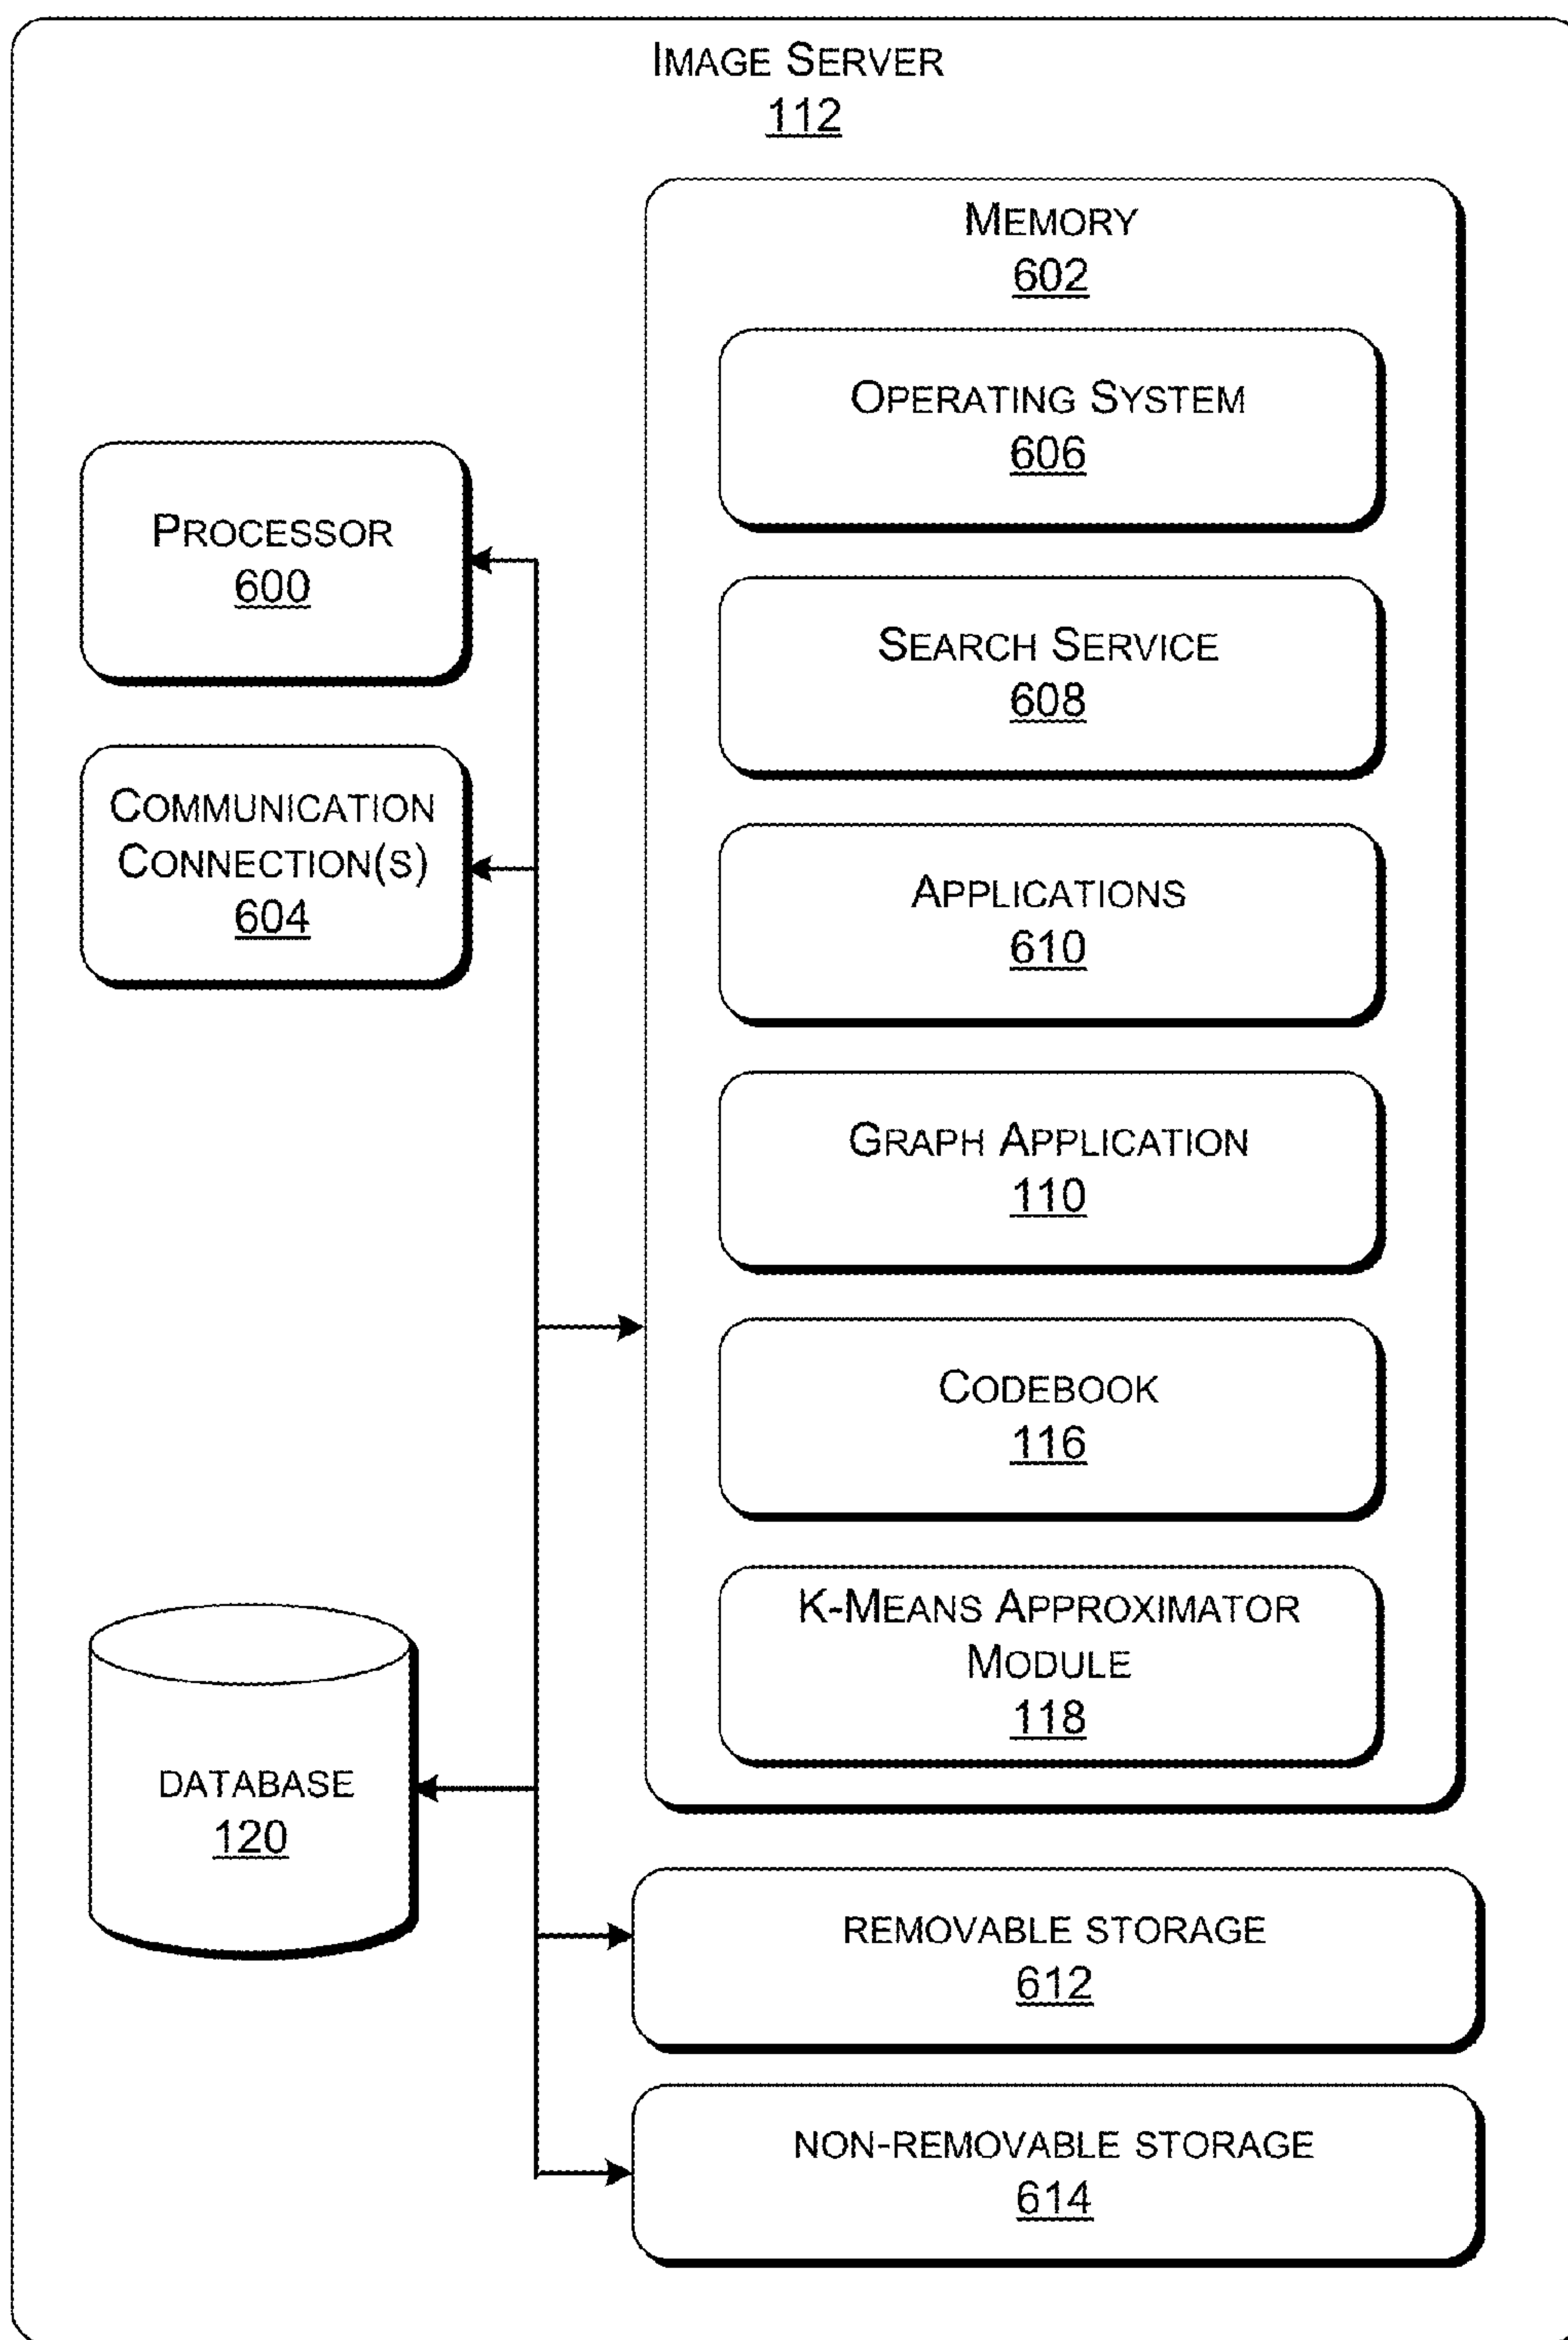 IMAGE SERVER
112
MEMORY
602
OPERATING SYSTEM
606
SEARCH SERVICE
608
APPLICATIONS
610
GRAPH APPLICATION
110
CODEBOOK
116
K-MEANS APPROXIMATOR
MODULE
118
PROCESSOR
600
COMMUNICATION
CONNECTION(S)
604
DATABASE
120
REMOVABLE STORAGE
612
NON-REMOVABLE STORAGE
614